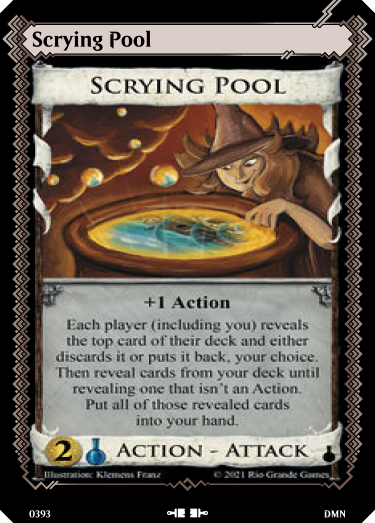 Scrying Pool
SCRYING POOL
+1 Action
Each player (including you) reveals
the top card of their deck and either
discards it or puts it back, your choice.
Then reveal cards from your deck until
revealing one that isn't an Action.
Put all of those revealed cards
into your hand.
2 ACTION - ATTACK
Illustration: Klemens Franz © 2021 Rio Grande Games
0393 DMN